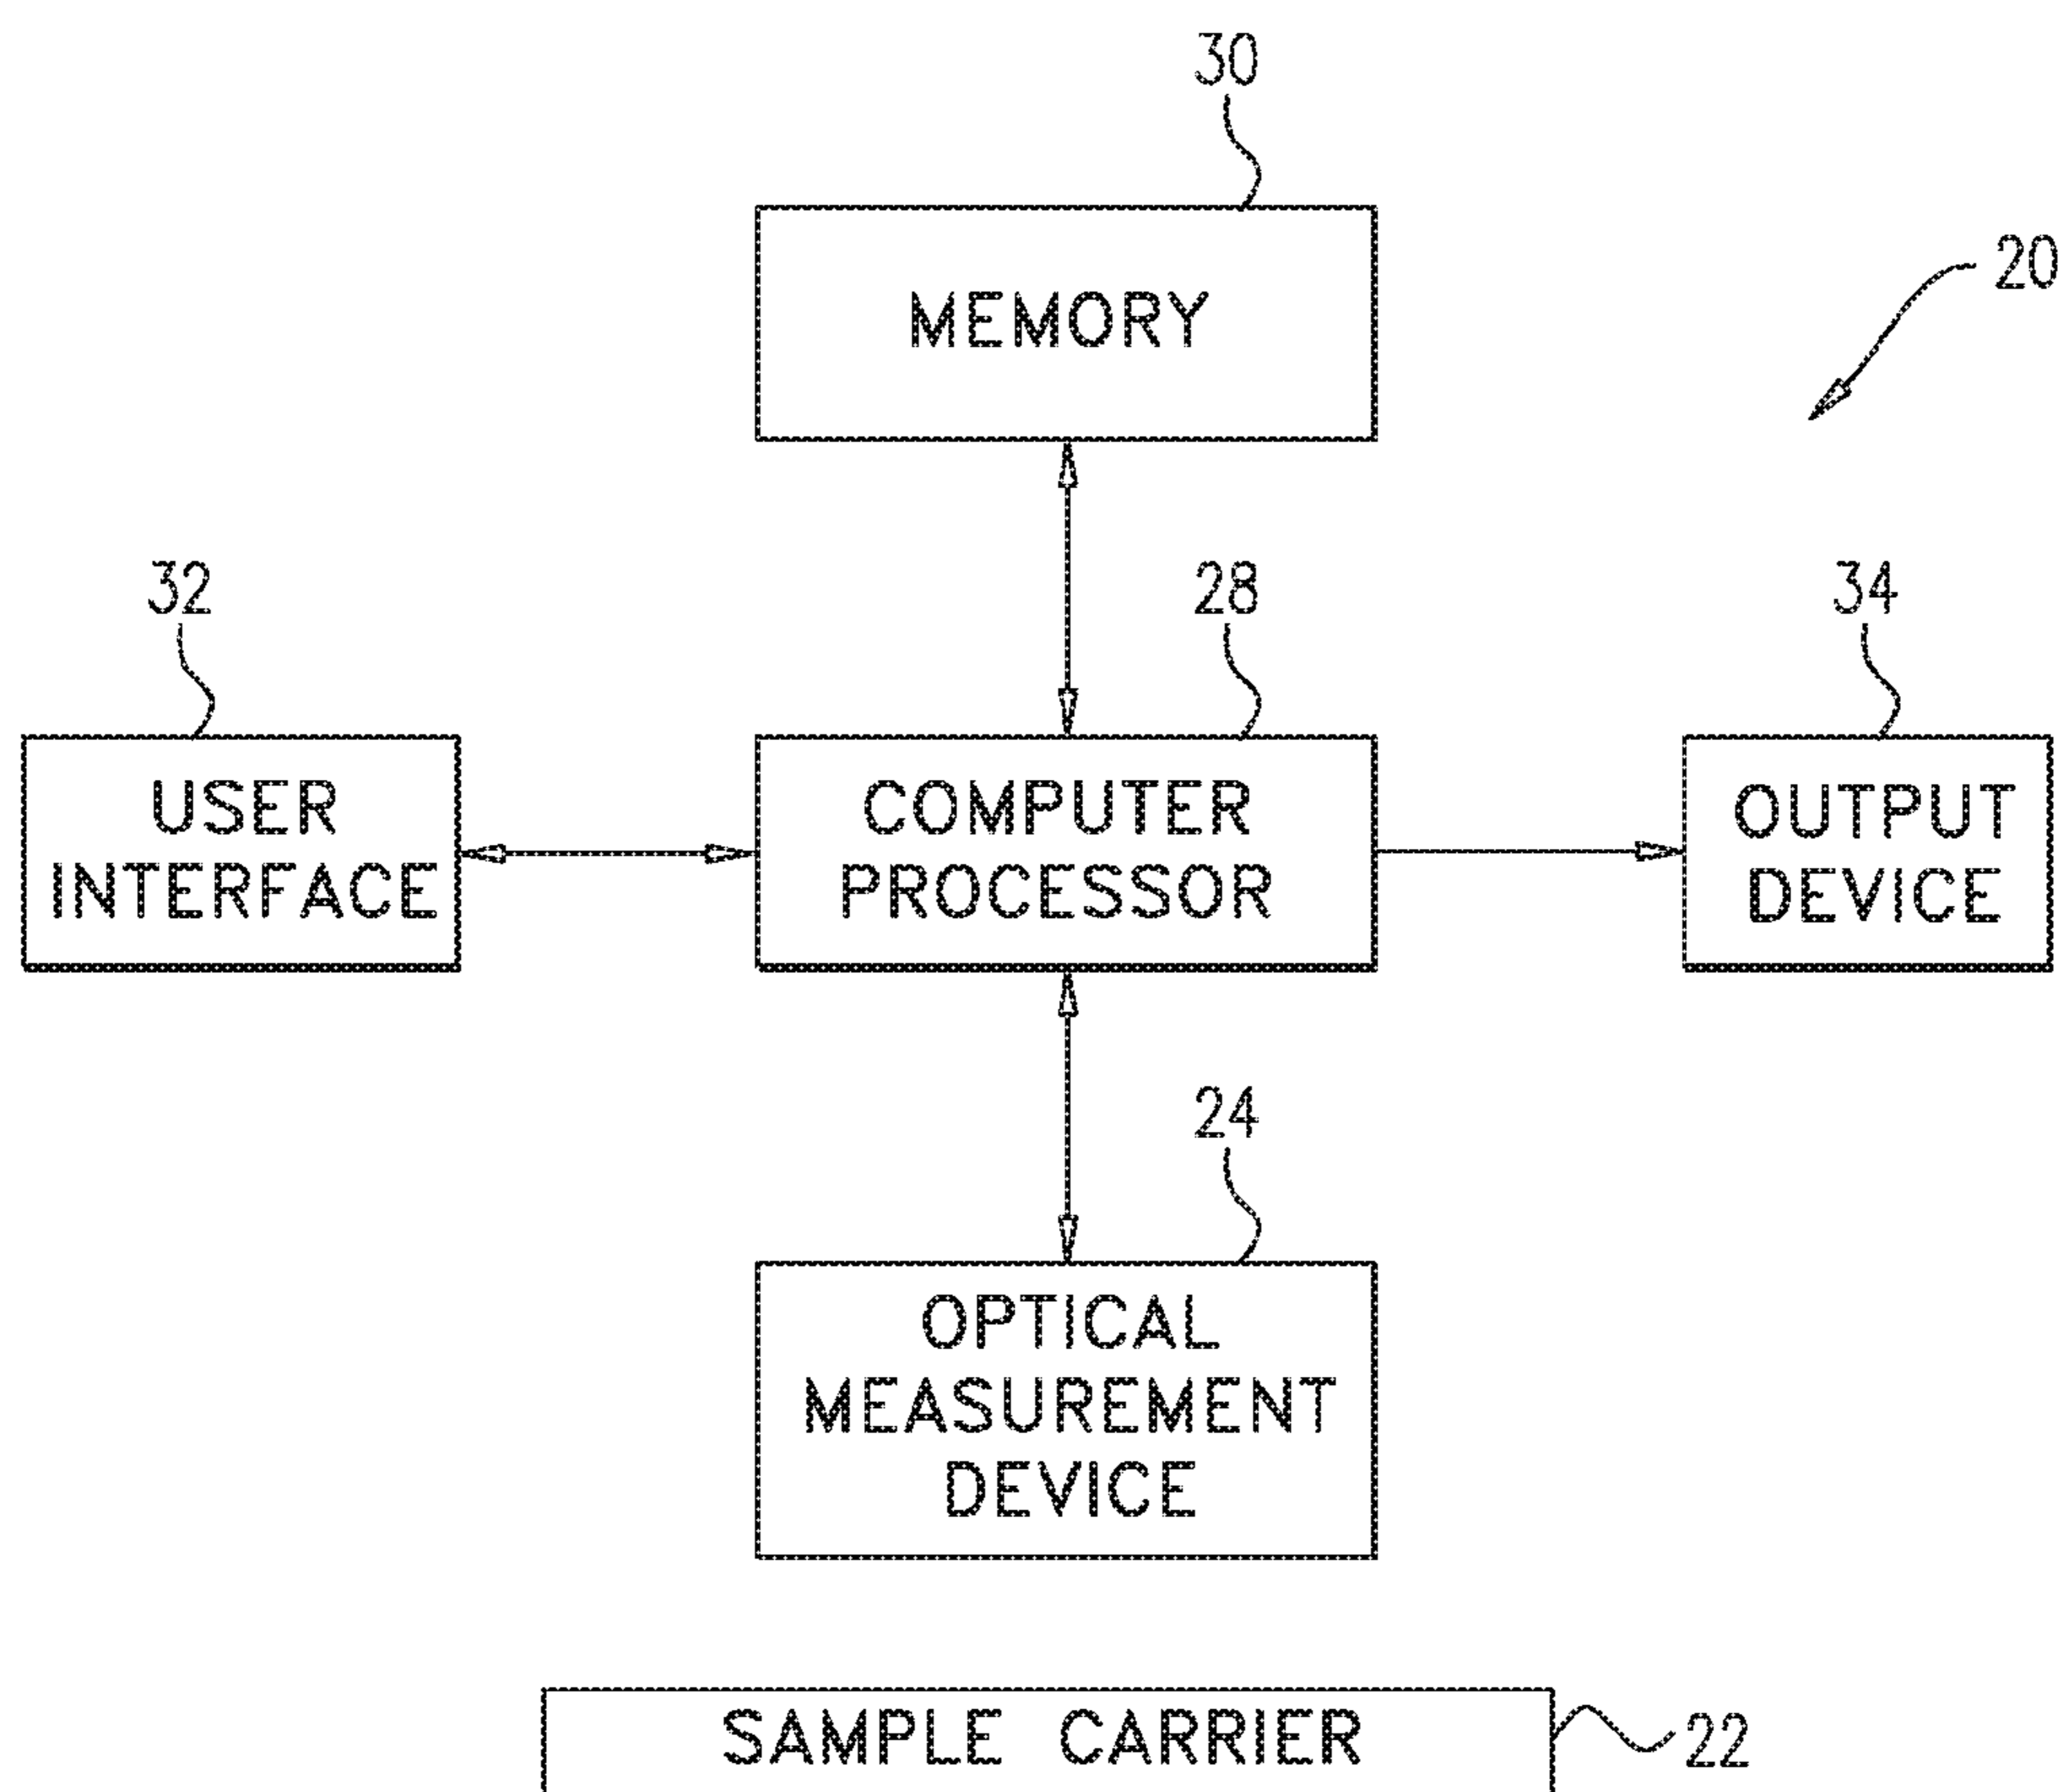 30
MEMORY
20
32
28
34
USER
INTERFACE
COMPUTER
PROCESSOR
OUTPUT
DEVICE
24
OPTICAL
MEASUREMENT
DEVICE
SAMPLE CARRIER
22